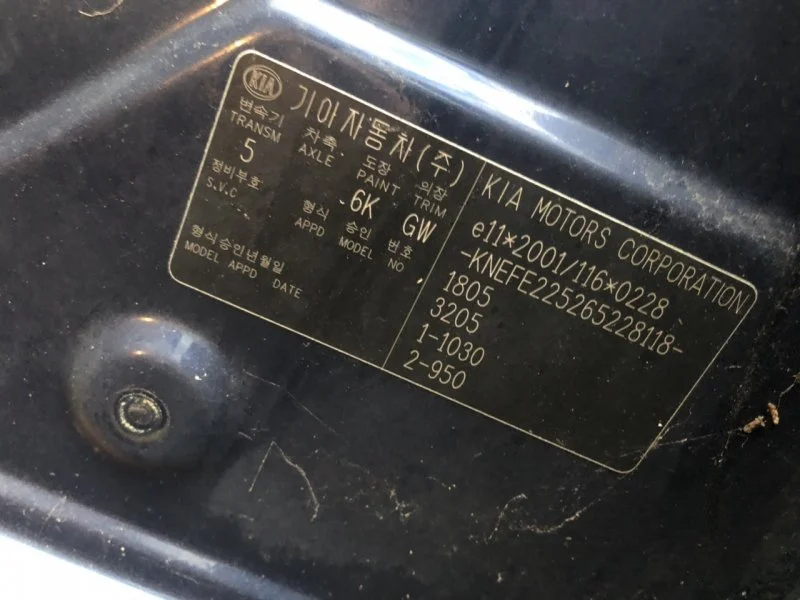 KIA 기아자동차(주)
변속기 차축 도장 의장
TRANSM AXLE PAINT TRIM
5 6K GW
정비부호 형식 승인 번호
S.V.C APPD MODEL NO
형식승인년월일
MODEL APPD DATE
KIA MOTORS CORPORATION
e11*2001/116*0228
-KNEFE225265228118-
1805
3205
1-1030
2-950